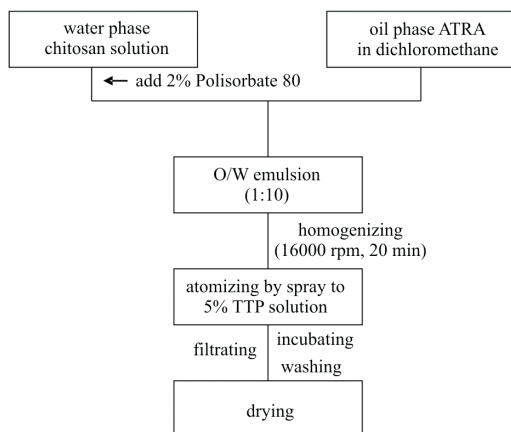 water phase
chitosan solution
oil phase ATRA
in dichloromethane
add 2% Polisorbate 80
O/W emulsion
(1:10)
homogenizing
(16000 rpm, 20 min)
atomizing by spray to
5% TTP solution
filtrating
incubating
washing
drying